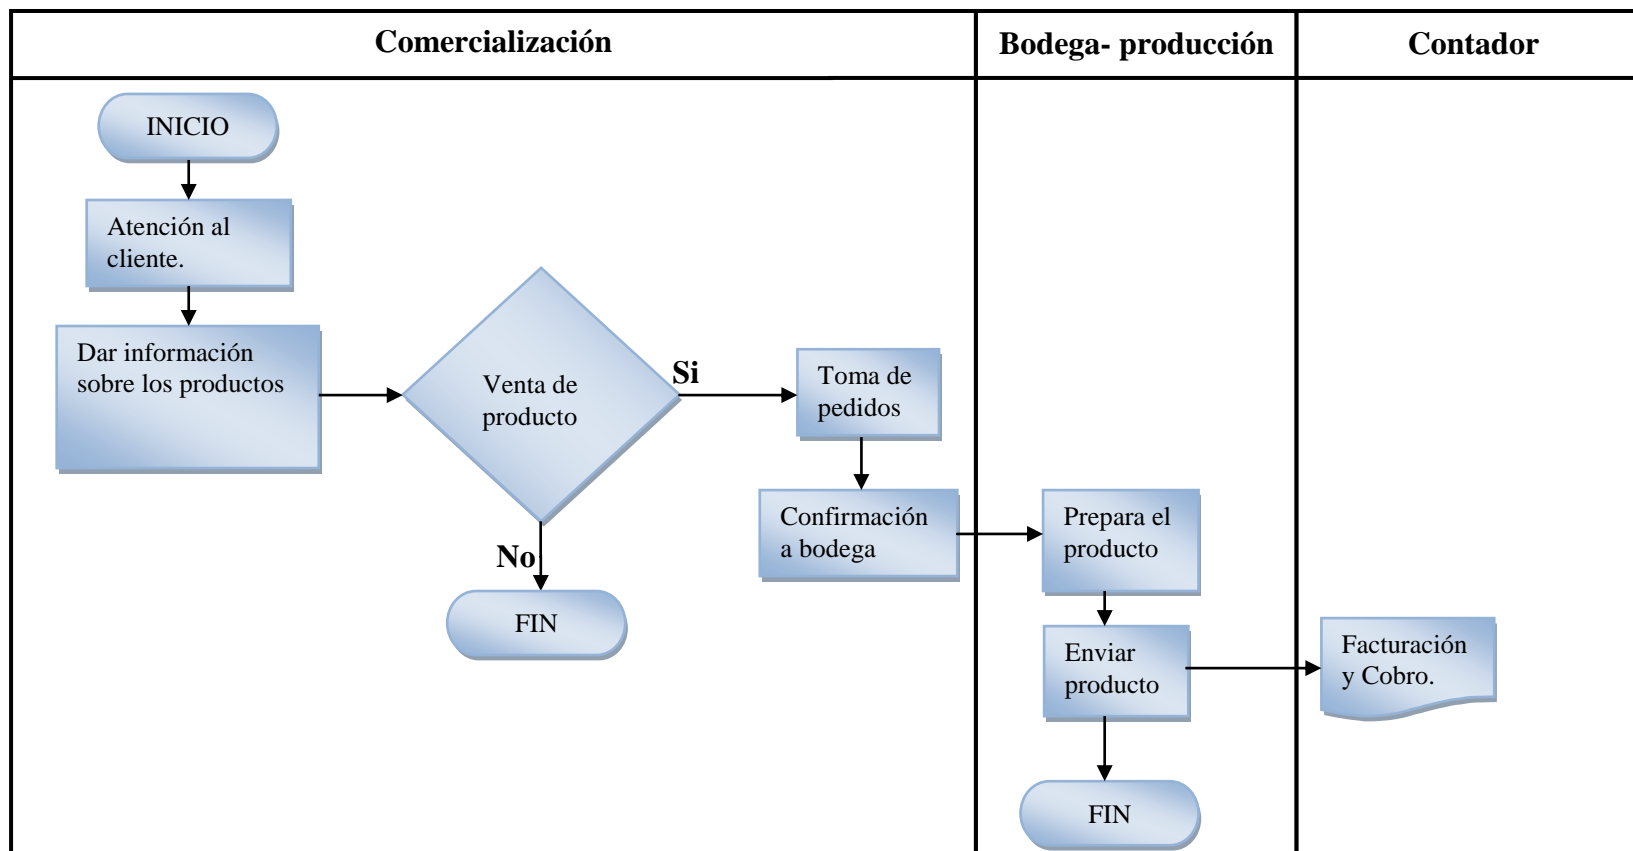 Comercialización
Bodega- producción
Contador
INICIO
Atención al
cliente.
Dar información
sobre los productos
Venta de
producto
Si
No
FIN
Toma de
pedidos
Confirmación
a bodega
Prepara el
producto
Enviar
producto
FIN
Facturación
y Cobro.